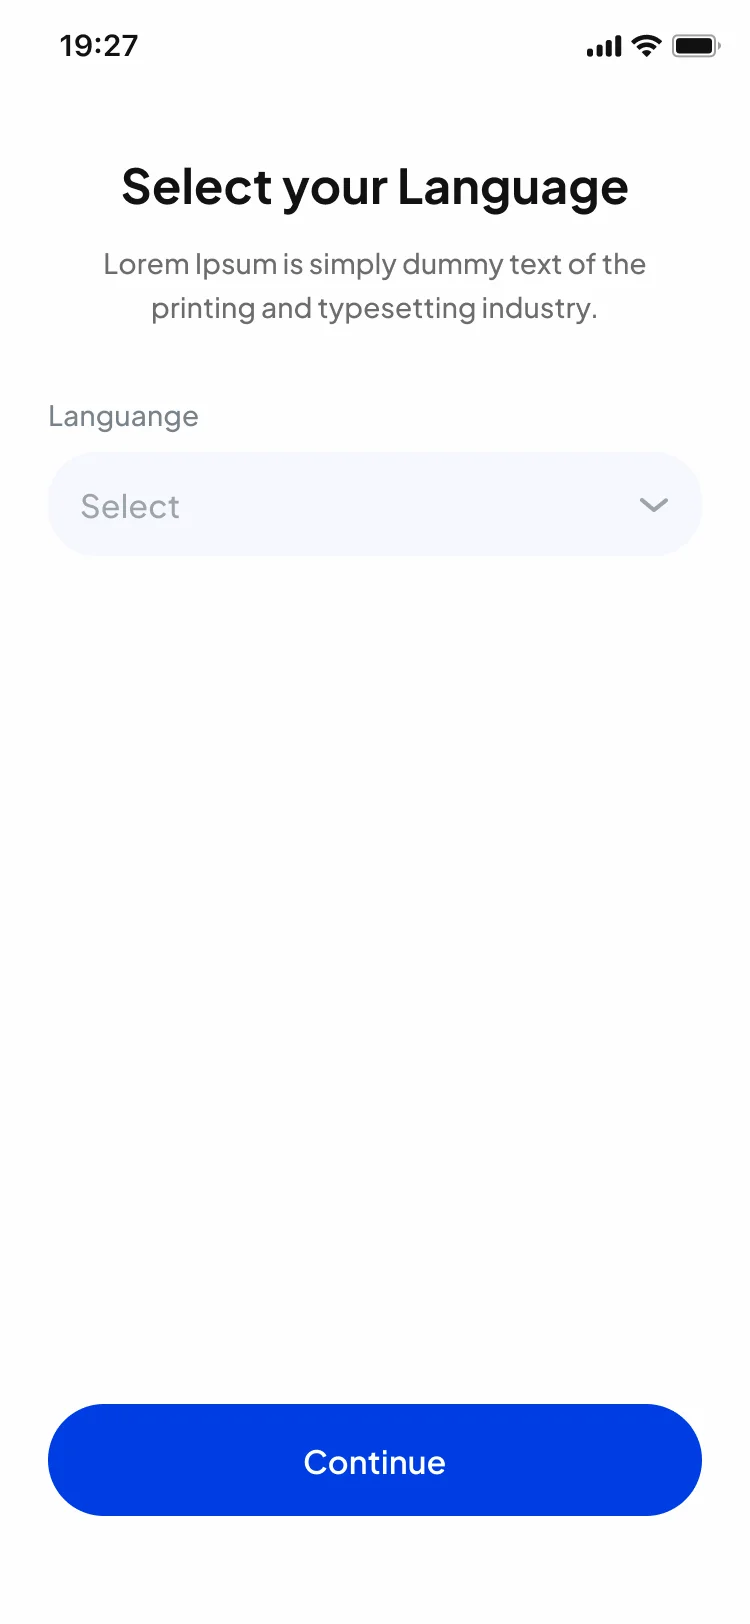 19:27
Select your Language
Lorem Ipsum is simply dummy text of the
printing and typesetting industry.
Languange
Select
Continue